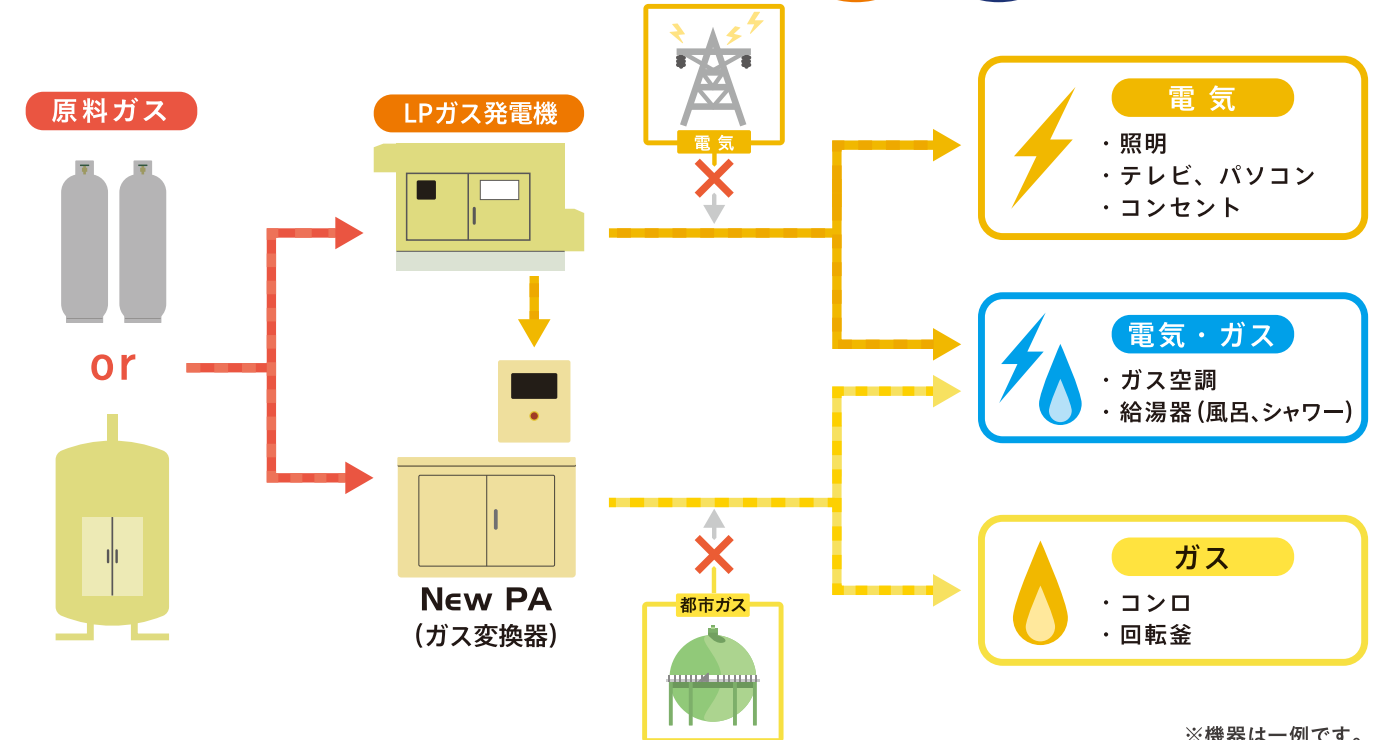 原料ガス
or
LPガス発電機
New PA
(ガス変換器)
電気
都市ガス
電気
・照明
・テレビ、パソコン
・コンセント
電気・ガス
・ガス空調
・給湯器(風呂、シャワー)
ガス
・コンロ
・回転釜
※機器は一例です。